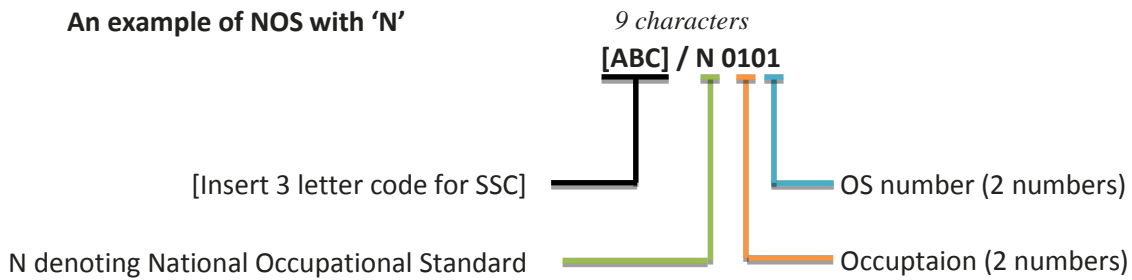 An example of NOS with ‘N’
9 characters
[ABC] / N 0101
[Insert 3 letter code for SSC]
OS number (2 numbers)
N denoting National Occupational Standard
Occuptaion (2 numbers)